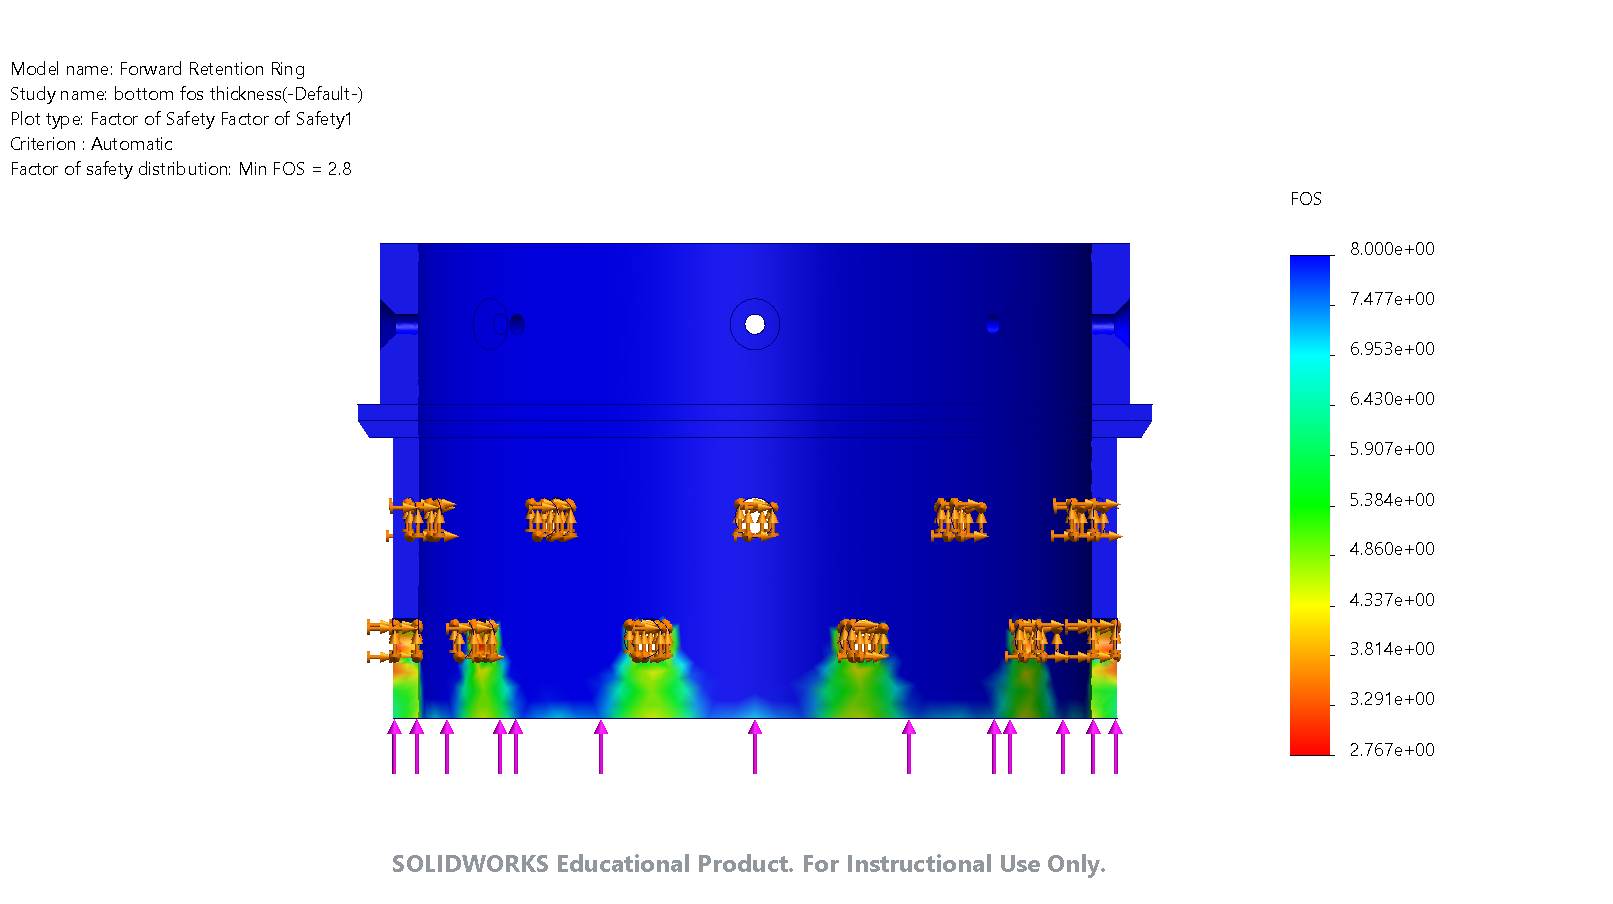 Model name: Forward Retention Ring
Study name: bottom fos thickness(-Default-)
Plot type: Factor of Safety Factor of Safety1
Criterion : Automatic
Factor of safety distribution: Min FOS = 2.8
FOS
8.000e+00
7.477e+00
6.953e+00
6.430e+00
5.907e+00
5.384e+00
4.860e+00
4.337e+00
3.814e+00
3.291e+00
2.767e+00
SOLIDWORKS Educational Product. For Instructional Use Only.